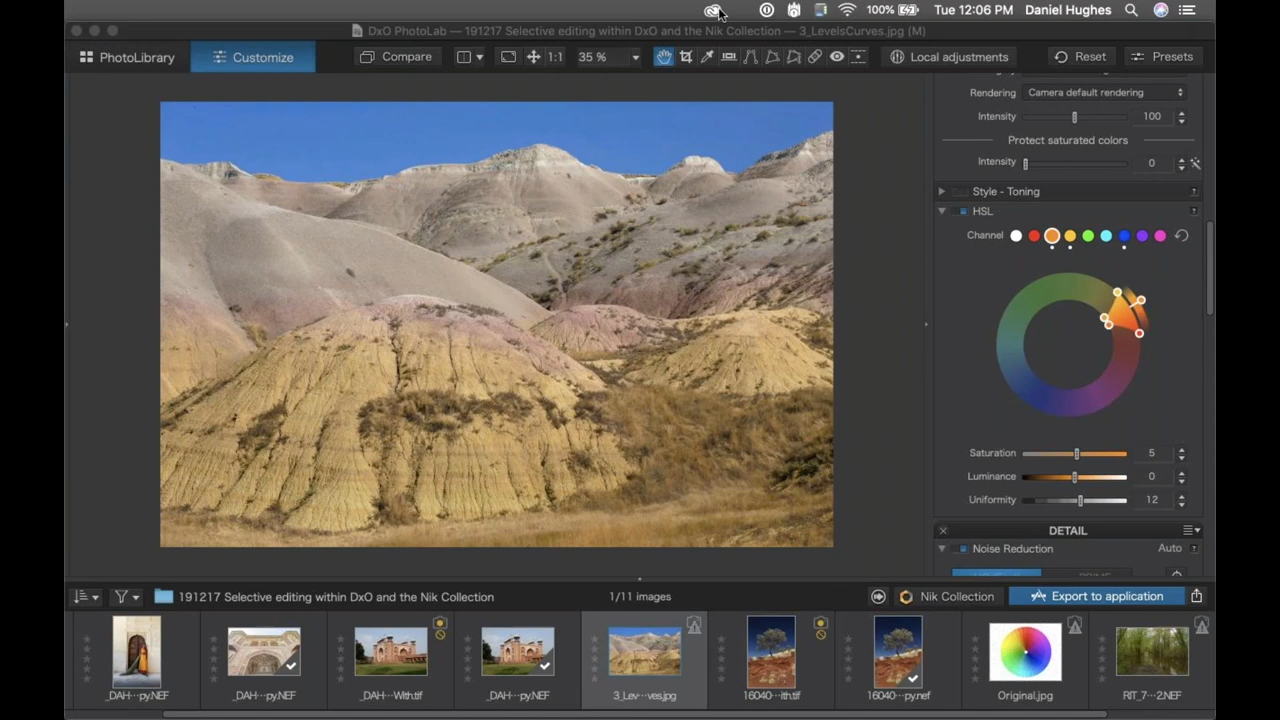 100% Tue 12:06 PM Daniel Hughes
DxO PhotoLab — 191217 Selective editing within DxO and the Nik Collection — 3_LevelsCurves.jpg (M)
PhotoLibrary Customize Compare 1:1 35 % Local adjustments Reset Presets
Rendering Camera default rendering
Intensity 100
Protect saturated colors
Intensity 0
Style - Toning
HSL
Channel
Saturation 5
Luminance 0
Uniformity 12
DETAIL
Noise Reduction Auto
191217 Selective editing within DxO and the Nik Collection 1/11 images Nik Collection Export to application
_DAH···py.NEF _DAH···py.NEF _DAH···With.tif _DAH···py.NEF 3_Lev···ves.jpg 16040···ith.tif 16040···py.nef Original.jpg RIT_7···2.NEF